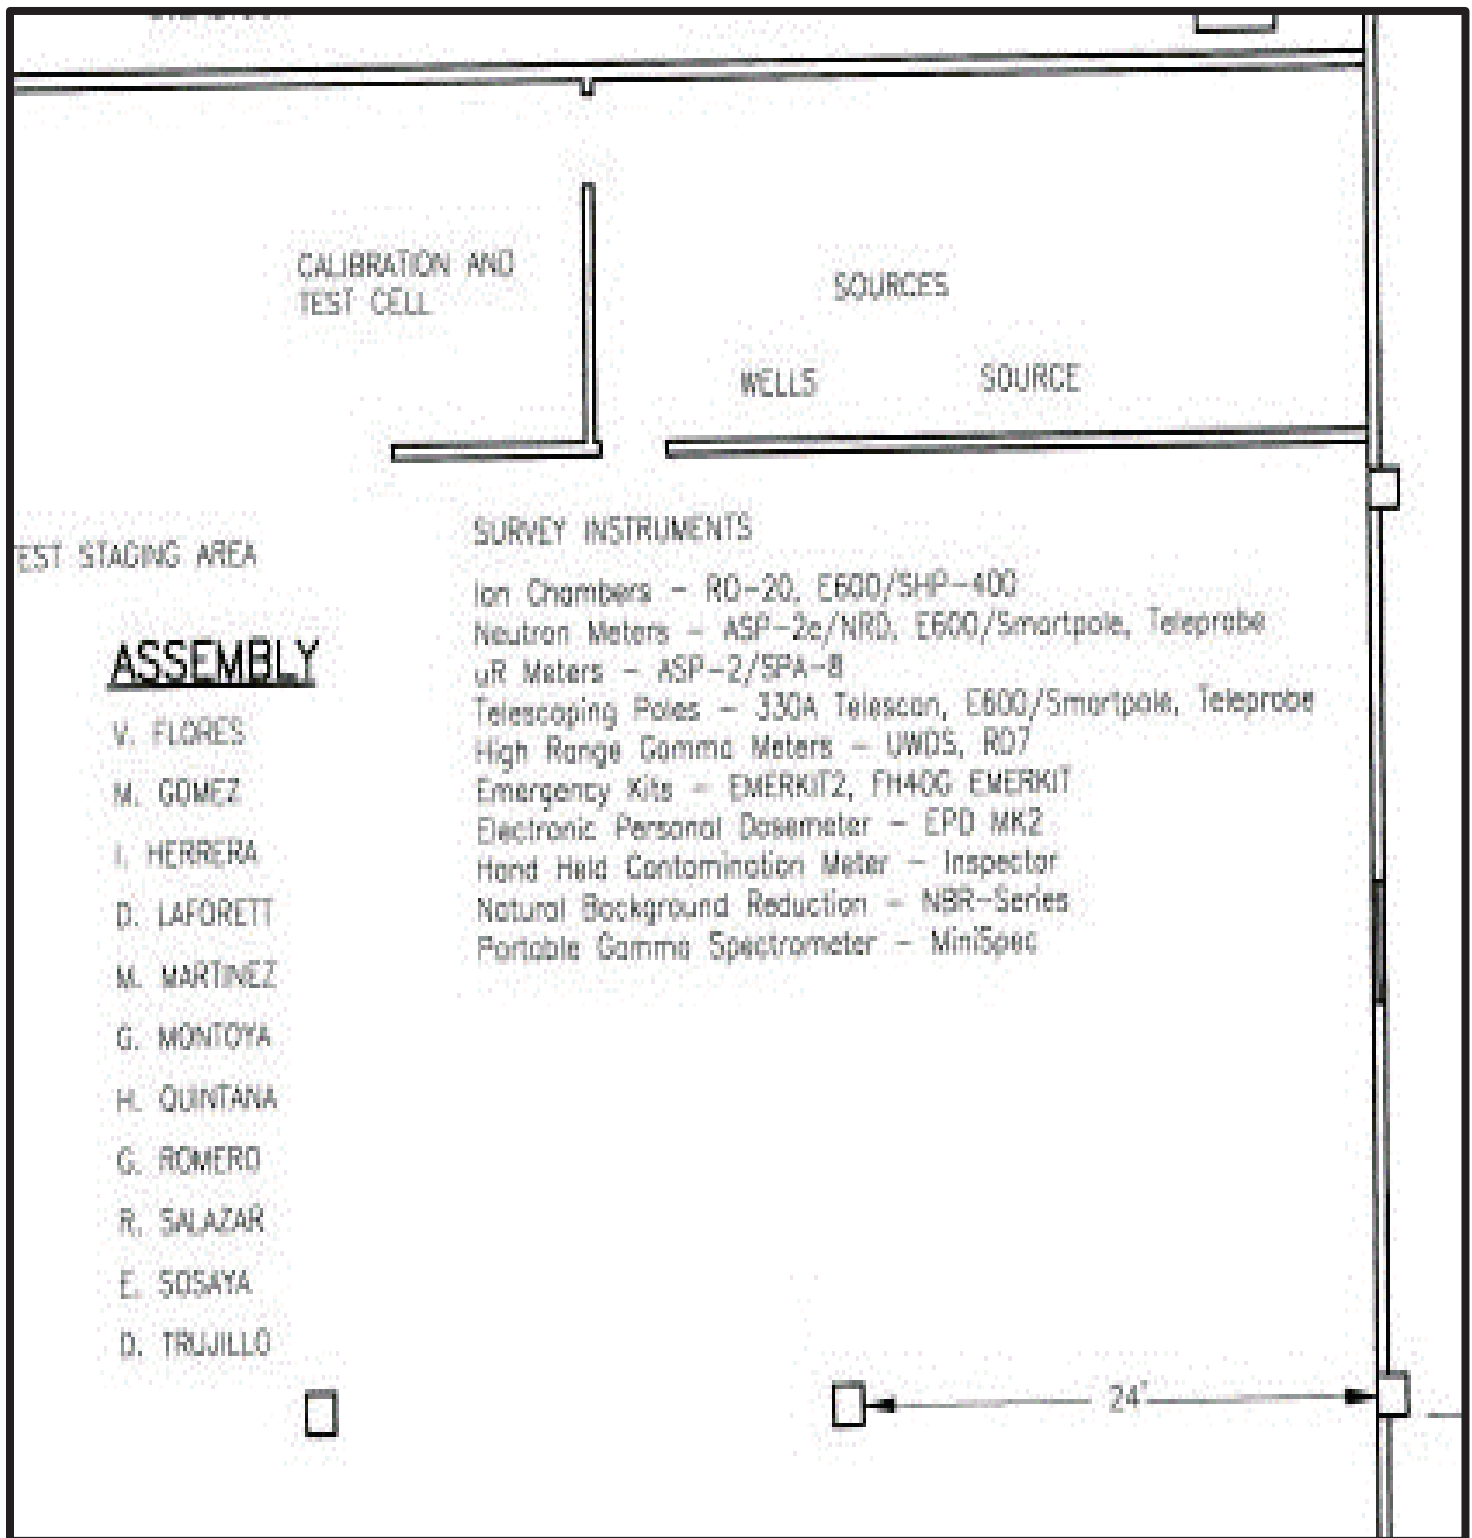 CALIBRATION AND
TEST CELL
SOURCES
WELLS SOURCE
EST STAGING AREA
SURVEY INSTRUMENTS
Ion Chambers – RO-20, E600/SHP-400
Neutron Meters – ASP-2e/NRD, E600/Smartpole, Teleprobe
uR Meters – ASP-2/SPA-8
Telescoping Poles – 330A Telescan, E600/Smartpole, Teleprobe
High Range Gamma Meters – UWDS, RO7
Emergency Kits – EMERKIT2, FH40G EMERKIT
Electronic Personal Dosemeter – EPD MK2
Hand Held Contamination Meter – Inspector
Natural Background Reduction – NBR-Series
Portable Gamma Spectrometer – MiniSpec
ASSEMBLY
V. FLORES
M. GOMEZ
I. HERRERA
D. LAFORETT
M. MARTINEZ
G. MONTOYA
H. QUINTANA
G. ROMERO
R. SALAZAR
E. SOSAYA
D. TRUJILLO
24'